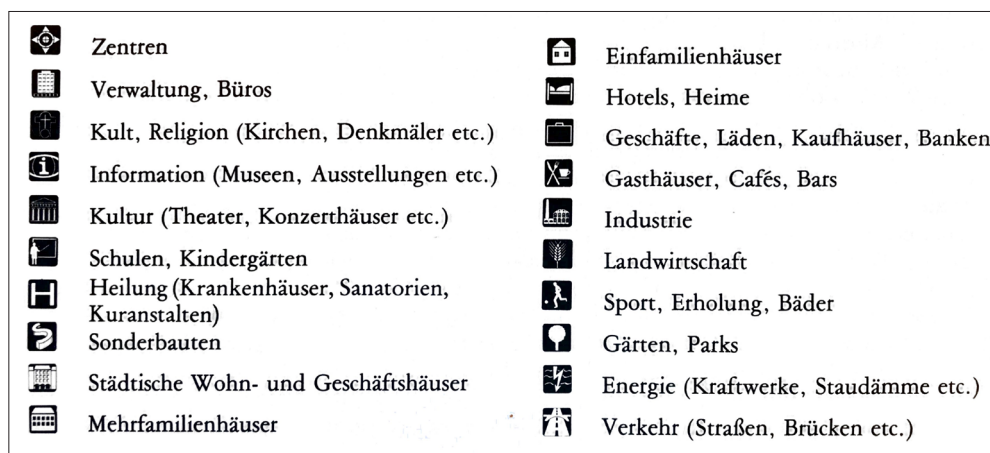 Zentren
Verwaltung, Büros
Kult, Religion (Kirchen, Denkmäler etc.)
Information (Museen, Ausstellungen etc.)
Kultur (Theater, Konzerthäuser etc.)
Schulen, Kindergärten
Heilung (Krankenhäuser, Sanatorien,
Kuranstalten)
Sonderbauten
Städtische Wohn- und Geschäftshäuser
Mehrfamilienhäuser
Einfamilienhäuser
Hotels, Heime
Geschäfte, Läden, Kaufhäuser, Banken
Gasthäuser, Cafés, Bars
Industrie
Landwirtschaft
Sport, Erholung, Bäder
Gärten, Parks
Energie (Kraftwerke, Staudämme etc.)
Verkehr (Straßen, Brücken etc.)